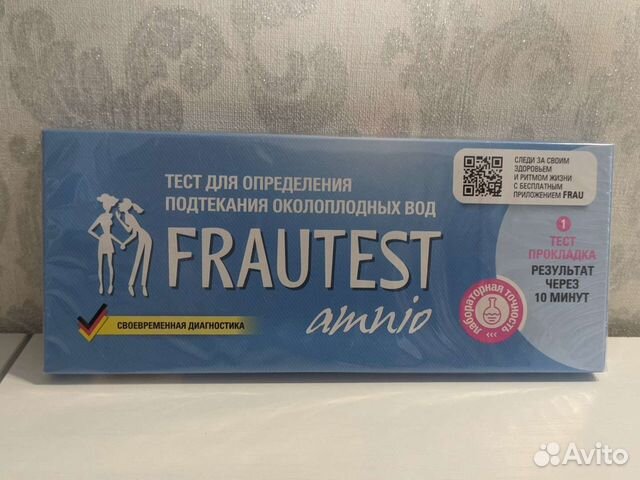 ТЕСТ ДЛЯ ОПРЕДЕЛЕНИЯ
ПОДТЕКАНИЯ ОКОЛОПЛОДНЫХ ВОД
FRAUTEST
amnio
СВОЕВРЕМЕННАЯ ДИАГНОСТИКА
СЛЕДИ ЗА СВОИМ
ЗДОРОВЬЕМ
И РИТМОМ ЖИЗНИ
С БЕСПЛАТНЫМ
ПРИЛОЖЕНИЕМ FRAU
1
ТЕСТ
ПРОКЛАДКА
РЕЗУЛЬТАТ
ЧЕРЕЗ
10 МИНУТ
лабораторная точность
<<<
Avito